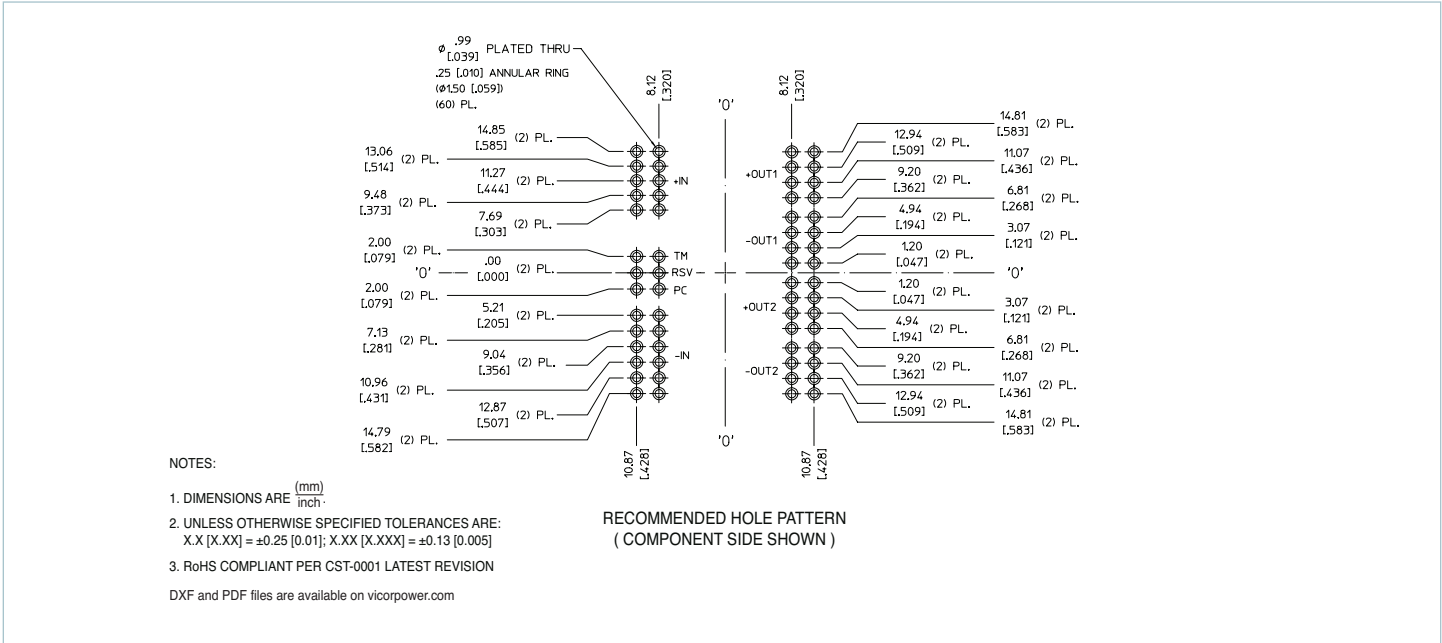 ø .99 PLATED THRU
[.039]
.25 [.010] ANNULAR RING
(ø1.50 [.059])
(60) PL.
8.12
[.320]
'0'
8.12
[.320]
14.85 (2) PL.
[.585]
13.06 (2) PL.
[.514]
11.27 (2) PL.
[.444]
+IN
9.48 (2) PL.
[.373]
7.69 (2) PL.
[.303]
2.00 (2) PL.
[.079]
TM
'0'
.00 (2) PL.
[.000]
RSV
2.00 (2) PL.
[.079]
PC
5.21 (2) PL.
[.205]
7.13 (2) PL.
[.281]
9.04 (2) PL.
[.356]
-IN
10.96 (2) PL.
[.431]
12.87 (2) PL.
[.507]
14.79 (2) PL.
[.582]
10.87
[.428]
'0'
14.81 (2) PL.
[.583]
12.94 (2) PL.
[.509]
11.07 (2) PL.
[.436]
+OUT1
9.20 (2) PL.
[.362]
6.81 (2) PL.
[.268]
4.94 (2) PL.
[.194]
-OUT1
3.07 (2) PL.
[.121]
1.20 (2) PL.
[.047]
'0'
1.20 (2) PL.
[.047]
+OUT2
3.07 (2) PL.
[.121]
4.94 (2) PL.
[.194]
6.81 (2) PL.
[.268]
9.20 (2) PL.
[.362]
-OUT2
11.07 (2) PL.
[.436]
12.94 (2) PL.
[.509]
14.81 (2) PL.
[.583]
10.87
[.428]
NOTES:
1. DIMENSIONS ARE (mm)
inch.
2. UNLESS OTHERWISE SPECIFIED TOLERANCES ARE:
X.X [X.XX] = ±0.25 [0.01]; X.XX [X.XXX] = ±0.13 [0.005]
3. RoHS COMPLIANT PER CST-0001 LATEST REVISION
DXF and PDF files are available on vicorpower.com
RECOMMENDED HOLE PATTERN
( COMPONENT SIDE SHOWN )